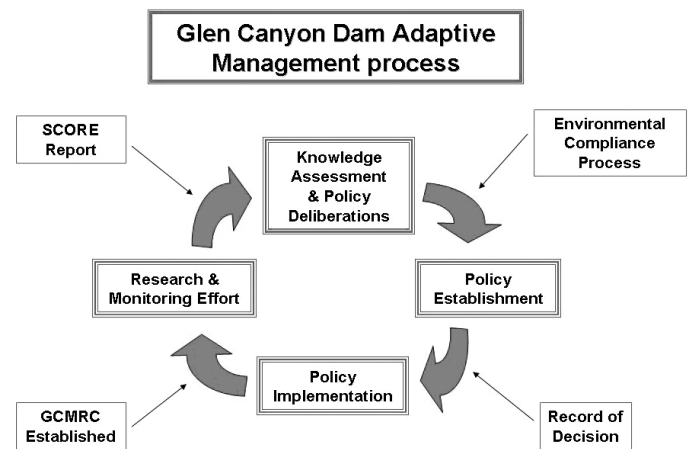 Glen Canyon Dam Adaptive
Management process
SCORE
Report
Environmental
Compliance
Process
Knowledge
Assessment
& Policy
Deliberations
Research &
Monitoring Effort
Policy
Establishment
Policy
Implementation
GCMRC
Established
Record of
Decision